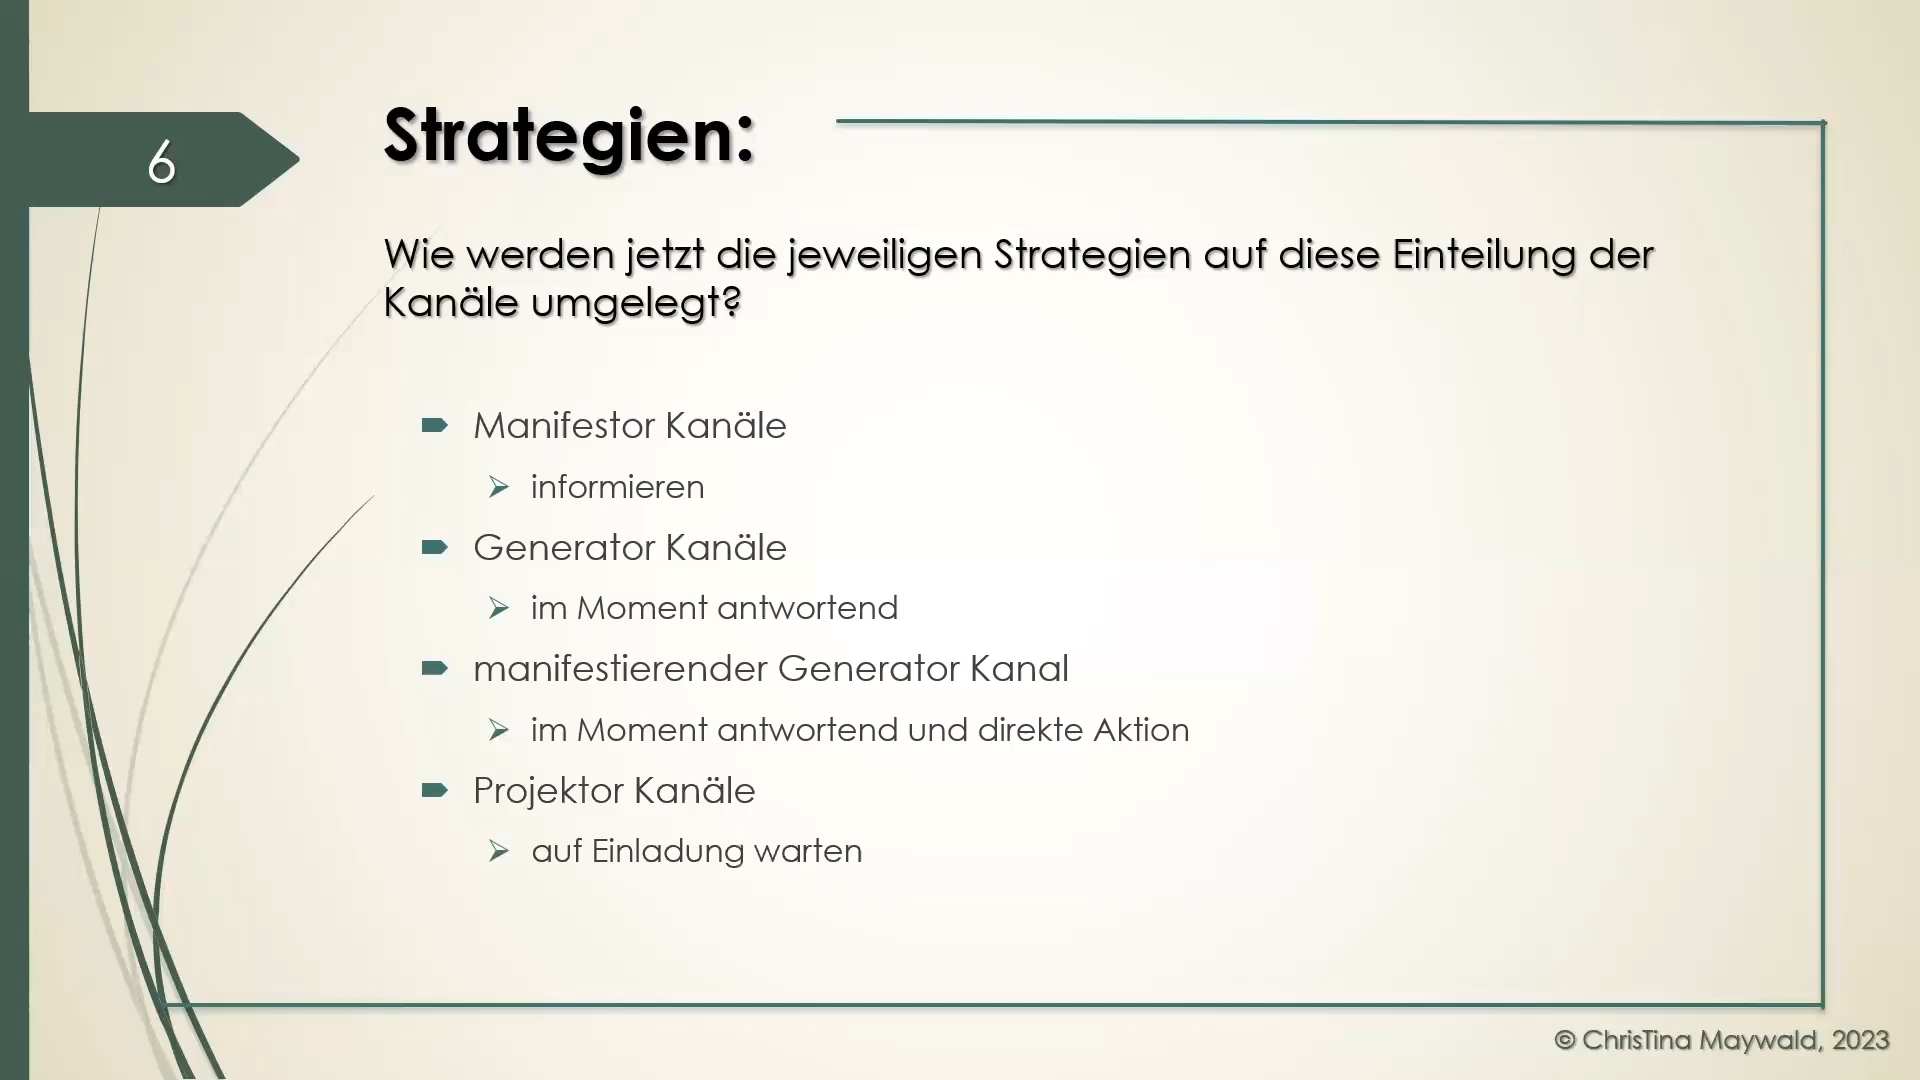 6
Strategien:
Wie werden jetzt die jeweiligen Strategien auf diese Einteilung der
Kanäle umgelegt?
Manifestor Kanäle
informieren
Generator Kanäle
im Moment antwortend
manifestierender Generator Kanal
im Moment antwortend und direkte Aktion
Projektor Kanäle
auf Einladung warten
© ChrisTina Maywald, 2023